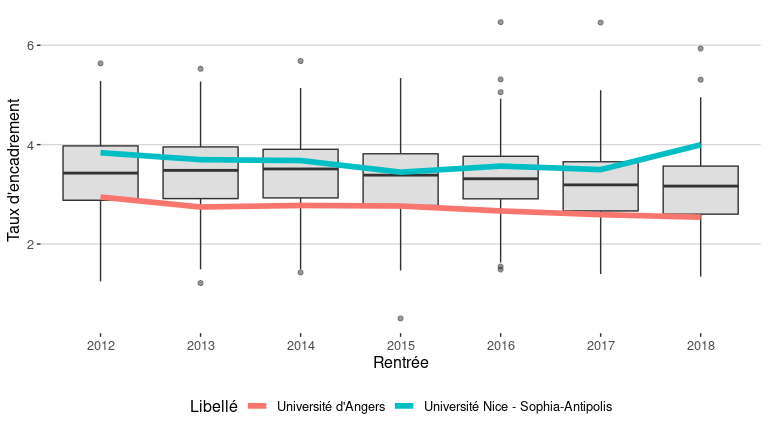 Taux d'encadrement
6
4
2
2012 2013 2014 2015 2016 2017 2018
Rentrée
Libellé Université d'Angers Université Nice - Sophia-Antipolis